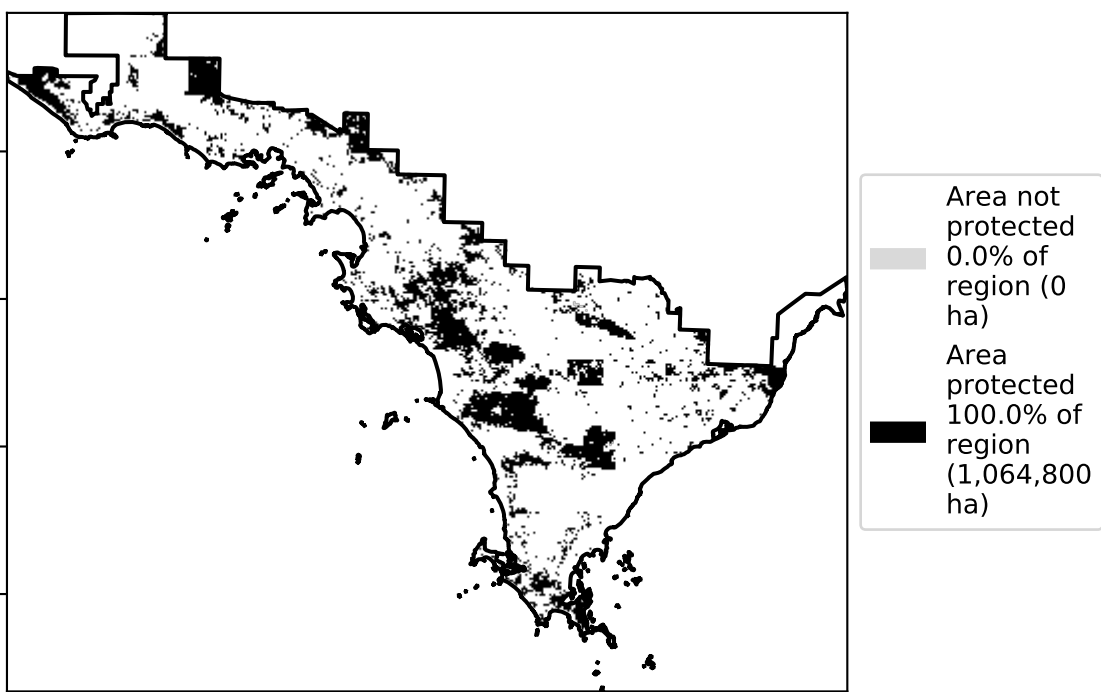 Area not
protected
0.0% of
region (0
ha)
Area
protected
100.0% of
region
(1,064,800
ha)